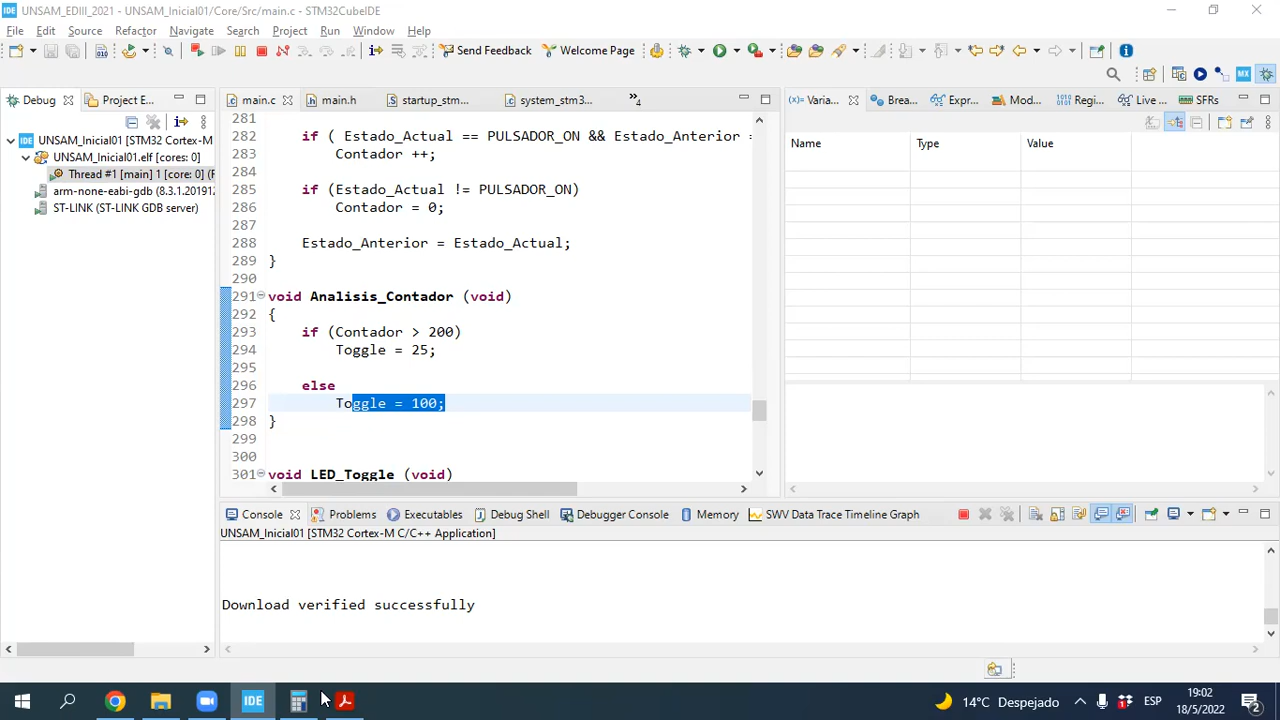 UNSAM_EDIII_2021 - UNSAM_Inicial01/Core/Src/main.c - STM32CubeIDE
File Edit Source Refactor Navigate Search Project Run Window Help
Send Feedback Welcome Page
Debug Project E...
main.c main.h startup_stm... system_stm3... »4
Varia... Brea... Expr... Mod... Regi... Live ... SFRs
UNSAM_Inicial01 [STM32 Cortex-M
UNSAM_Inicial01.elf [cores: 0]
Thread #1 [main] 1 [core: 0] (R
arm-none-eabi-gdb (8.3.1.201912
ST-LINK (ST-LINK GDB server)
281
282 if ( Estado_Actual == PULSADOR_ON && Estado_Anterior =
283 Contador ++;
284
285 if (Estado_Actual != PULSADOR_ON)
286 Contador = 0;
287
288 Estado_Anterior = Estado_Actual;
289 }
290
291 void Analisis_Contador (void)
292 {
293 if (Contador > 200)
294 Toggle = 25;
295
296 else
297 Toggle = 100;
298 }
299
300
301 void LED_Toggle (void)
Name Type Value
Console Problems Executables Debug Shell Debugger Console Memory SWV Data Trace Timeline Graph
UNSAM_Inicial01 [STM32 Cortex-M C/C++ Application]
Download verified successfully
IDE
14°C Despejado
ESP
19:02
18/5/2022
2